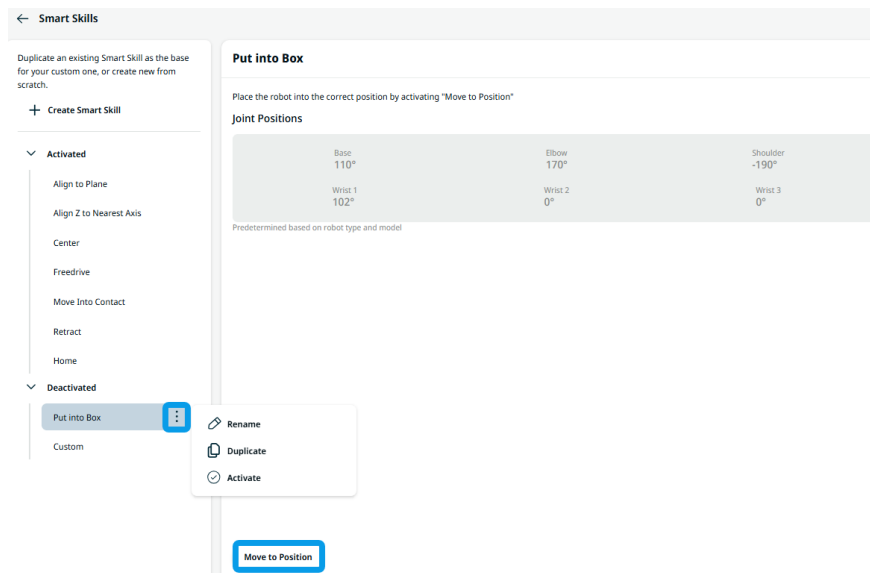 Smart Skills
Duplicate an existing Smart Skill as the base
for your custom one, or create new from
scratch.
Create Smart Skill
Activated
Align to Plane
Align Z to Nearest Axis
Center
Freedrive
Move Into Contact
Retract
Home
Deactivated
Put into Box
Custom
Rename
Duplicate
Activate
Put into Box
Place the robot into the correct position by activating "Move to Position"
Joint Positions
Base Elbow Shoulder
110° 170° -190°
Wrist 1 Wrist 2 Wrist 3
102° 0° 0°
Predetermined based on robot type and model
Move to Position